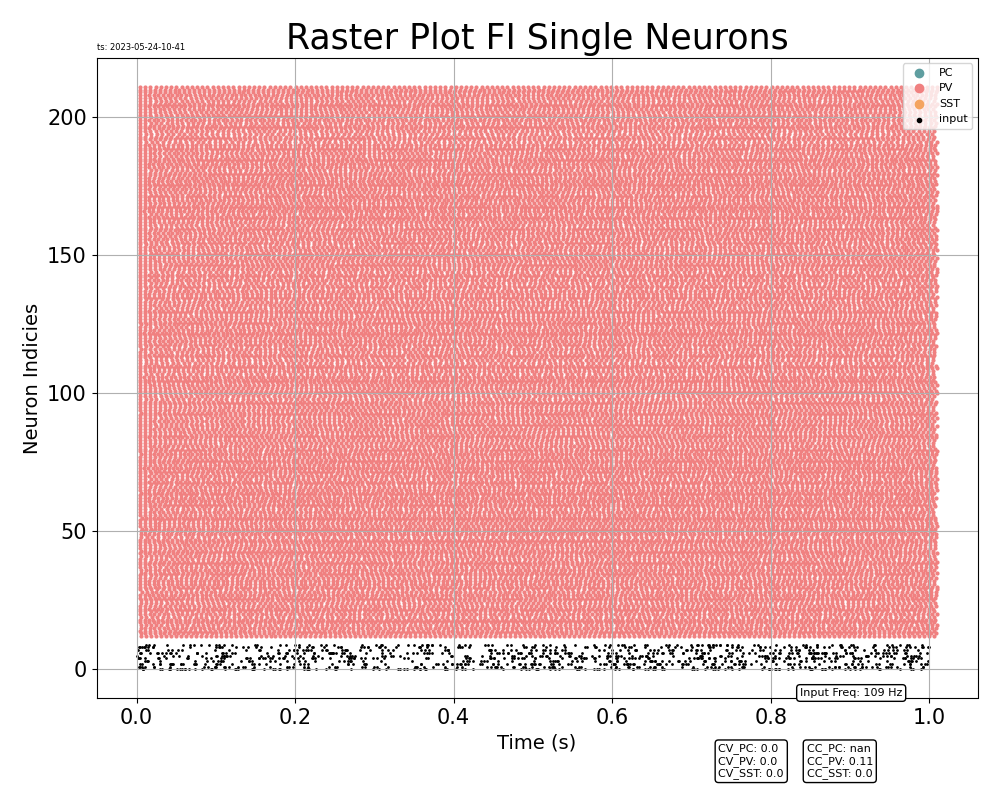 Raster Plot FI Single Neurons
ts: 2023-05-24-10-41
PC
PV
SST
input
200
150
100
50
0
Neuron Indicies
0.0 0.2 0.4 0.6 0.8 1.0
Time (s)
Input Freq: 109 Hz
CV_PC: 0.0
CV_PV: 0.0
CV_SST: 0.0
CC_PC: nan
CC_PV: 0.11
CC_SST: 0.0